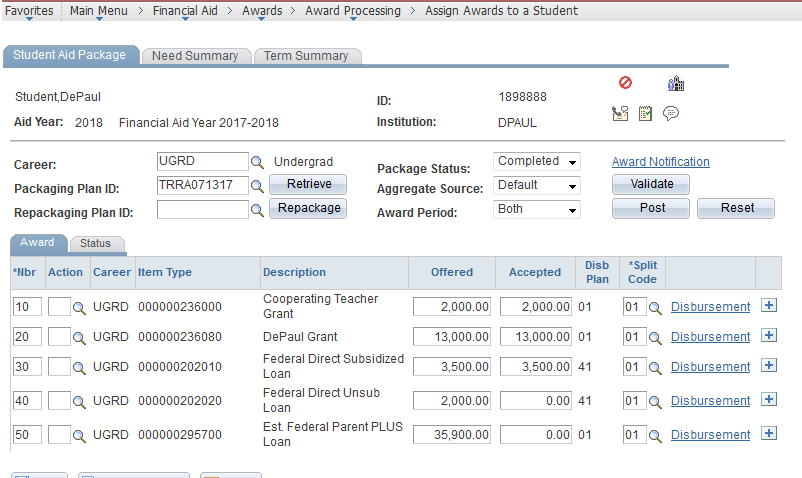 Favorites Main Menu > Financial Aid > Awards > Award Processing > Assign Awards to a Student
Student Aid Package Need Summary Term Summary
Student,DePaul ID: 1898888
Aid Year: 2018 Financial Aid Year 2017-2018 Institution: DPAUL
Career: UGRD Undergrad Package Status: Completed Award Notification
Packaging Plan ID: TRRA071317 Retrieve Aggregate Source: Default Validate
Repackaging Plan ID: Repackage Award Period: Both Post Reset
Award Status
*Nbr Action Career Item Type Description Offered Accepted Disb Plan *Split Code
10 UGRD 000000236000 Cooperating Teacher Grant 2,000.00 2,000.00 01 01 Disbursement +
20 UGRD 000000236080 DePaul Grant 13,000.00 13,000.00 01 01 Disbursement +
30 UGRD 000000202010 Federal Direct Subsidized Loan 3,500.00 3,500.00 41 01 Disbursement +
40 UGRD 000000202020 Federal Direct Unsub Loan 2,000.00 0.00 41 01 Disbursement +
50 UGRD 000000295700 Est. Federal Parent PLUS Loan 35,900.00 0.00 01 01 Disbursement +